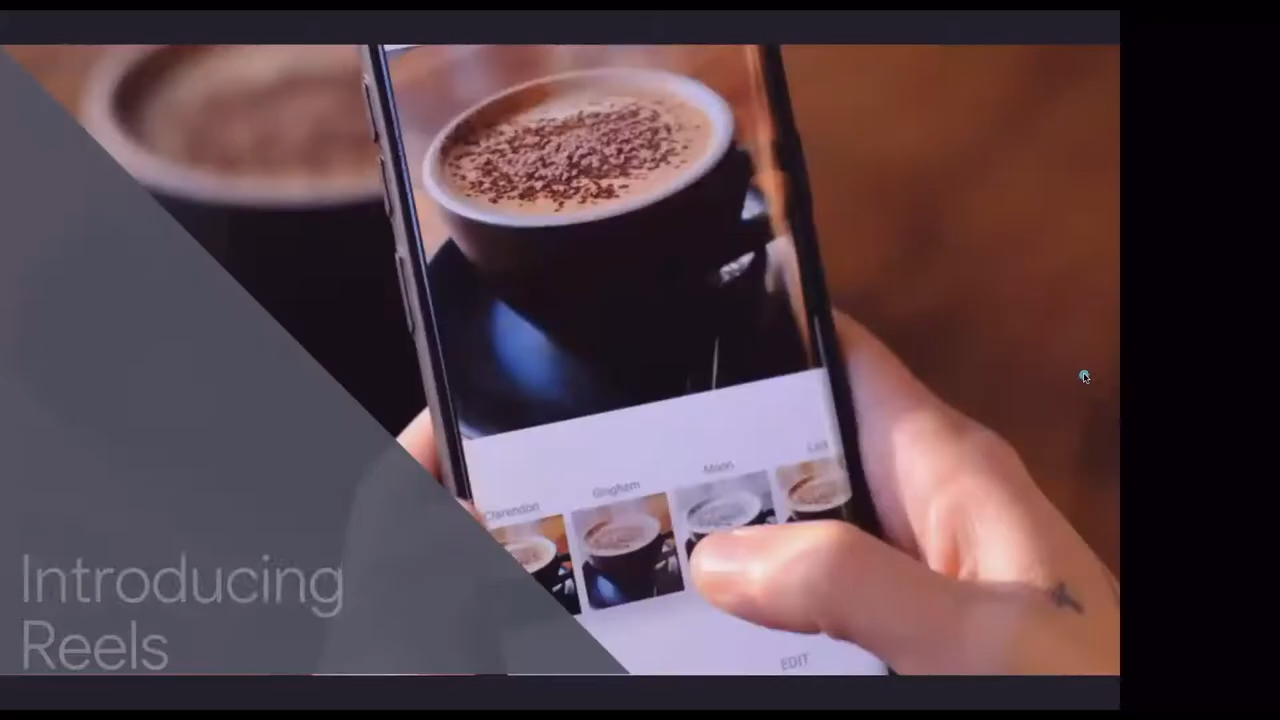 Clarendon
Gingham
Moon
EDIT
Introducing
Reels